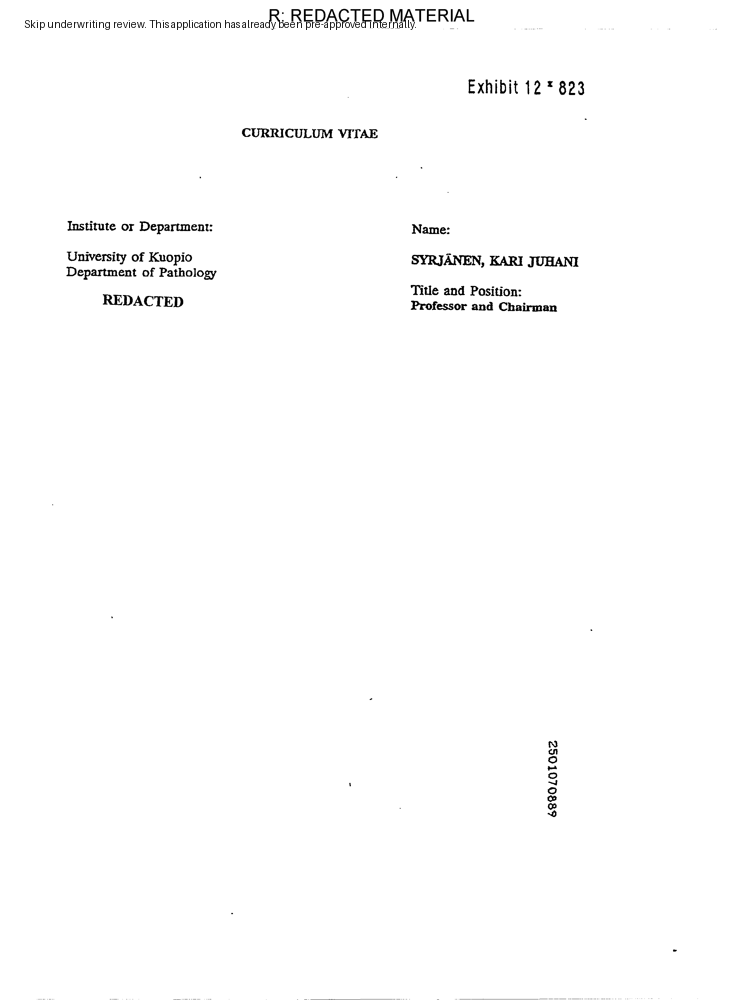 R: REDACTED MATERIAL
Skip underwriting review. This application has already been pre-approved internally.
Exhibit 12 x 823
CURRICULUM VITAE
Institute or Department:
Name:
University of Kuopio
SYRJÄNEN, KARI JUHANI
Department of Pathology
Title and Position:
REDACTED
Professor and Chairman
2501070889